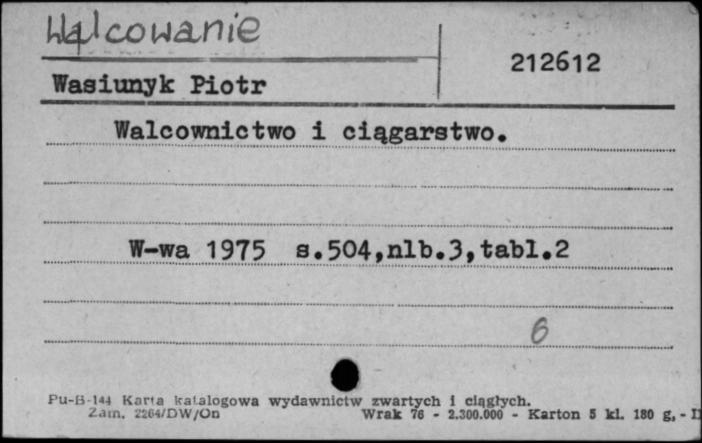 Walcowanie
212612
Wasiunyk Piotr
Walcownictwo i ciągarstwo.
W-wa 1975 s.504,nlb.3,tabl.2
6
Pu-B-144 Karta katalogowa wydawnictw zwartych i ciągłych.
Zam. 2264/DW/On Wrak 76 - 2.300.000 - Karton 5 kl. 180 g, -